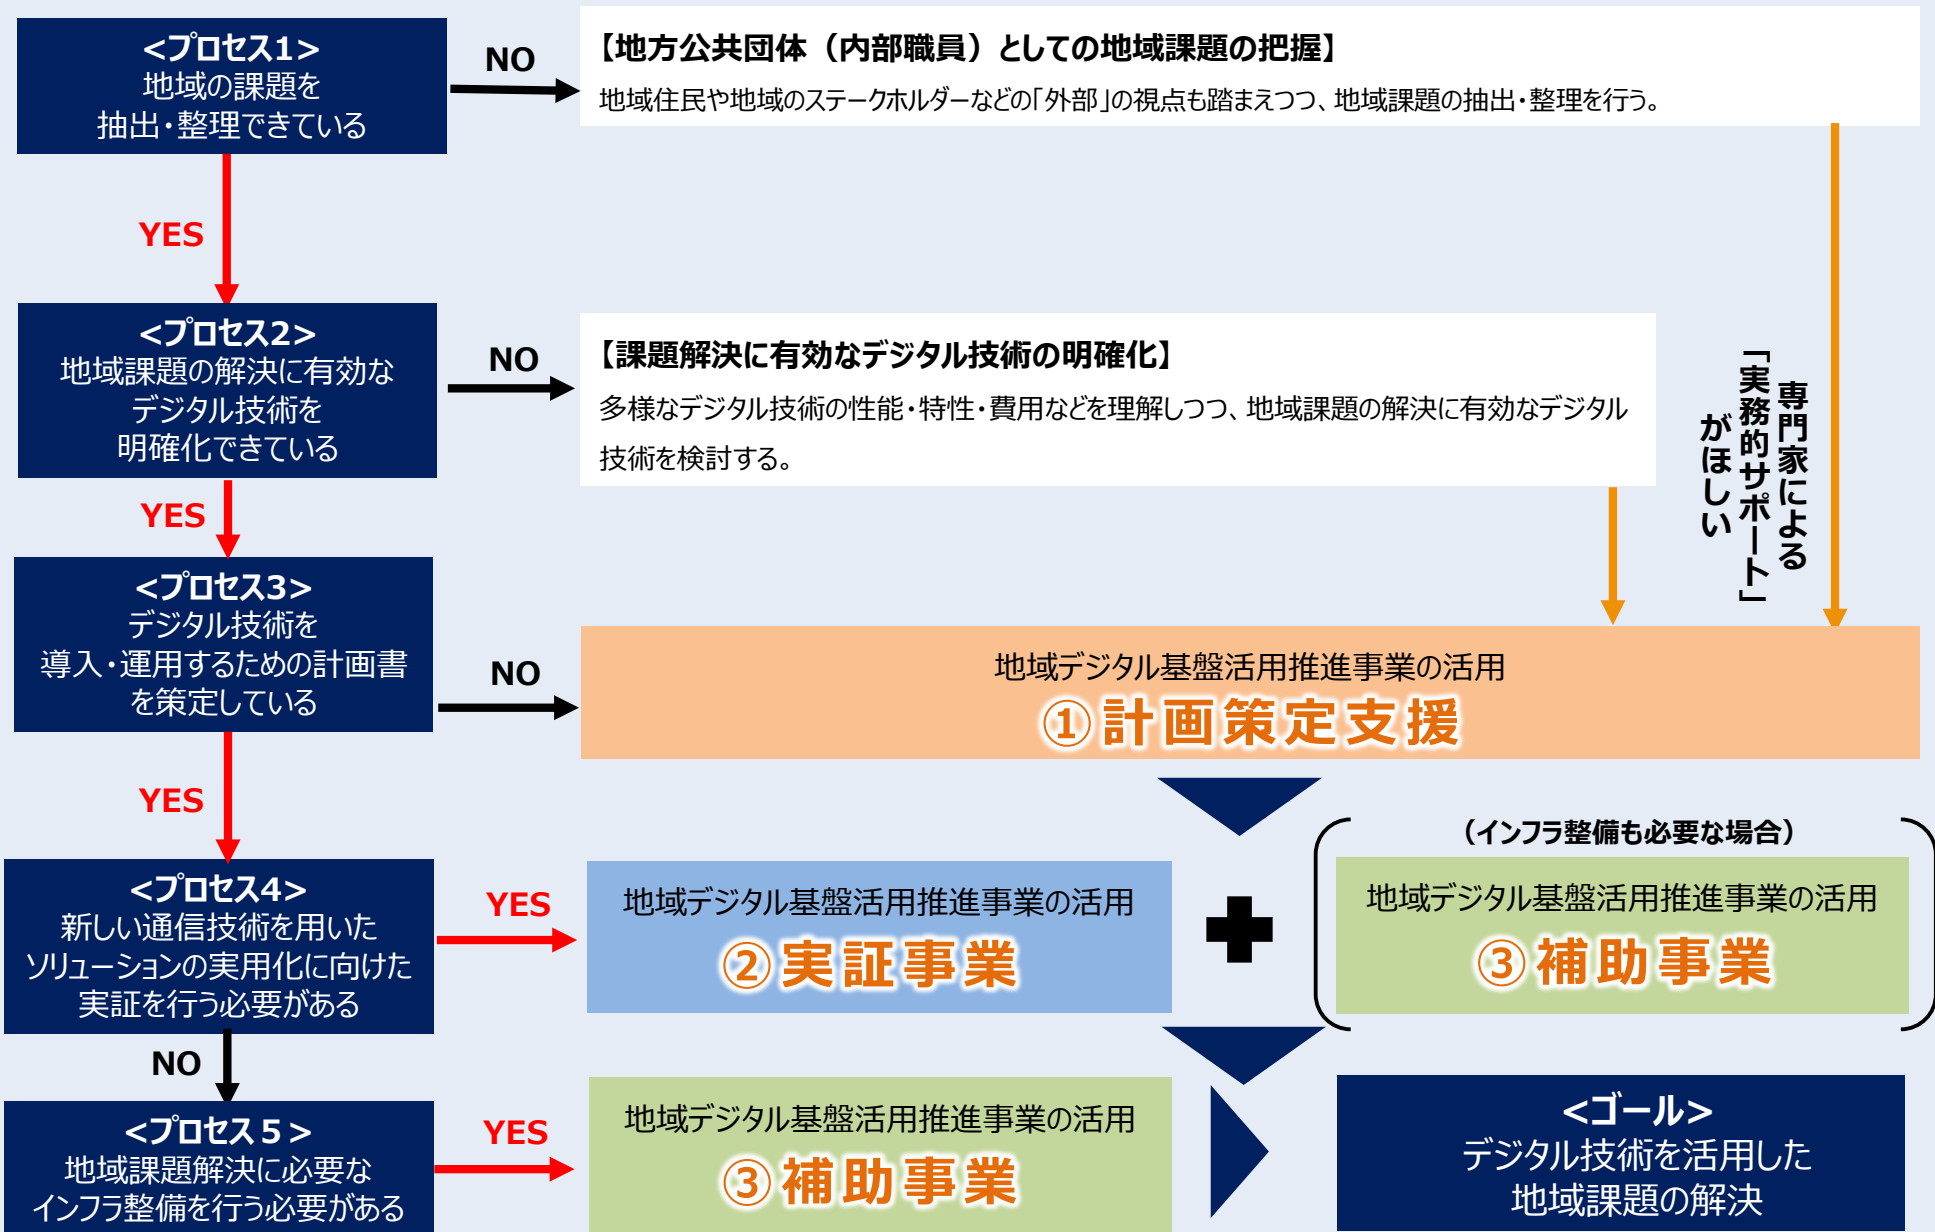 <プロセス1>
地域の課題を
抽出・整理できている
NO
【地方公共団体（内部職員）としての地域課題の把握】
地域住民や地域のステークホルダーなどの「外部」の視点も踏まえつつ、地域課題の抽出・整理を行う。
YES
<プロセス2>
地域課題の解決に有効な
デジタル技術を
明確化できている
NO
【課題解決に有効なデジタル技術の明確化】
多様なデジタル技術の性能・特性・費用などを理解しつつ、地域課題の解決に有効なデジタル
技術を検討する。
専門家による
「実務的サポート」
がほしい
YES
<プロセス3>
デジタル技術を
導入・運用するための計画書
を策定している
NO
地域デジタル基盤活用推進事業の活用
①計画策定支援
YES
<プロセス4>
新しい通信技術を用いた
ソリューションの実用化に向けた
実証を行う必要がある
YES
地域デジタル基盤活用推進事業の活用
②実証事業
（インフラ整備も必要な場合）
地域デジタル基盤活用推進事業の活用
③補助事業
NO
<プロセス５>
地域課題解決に必要な
インフラ整備を行う必要がある
YES
地域デジタル基盤活用推進事業の活用
③補助事業
<ゴール>
デジタル技術を活用した
地域課題の解決